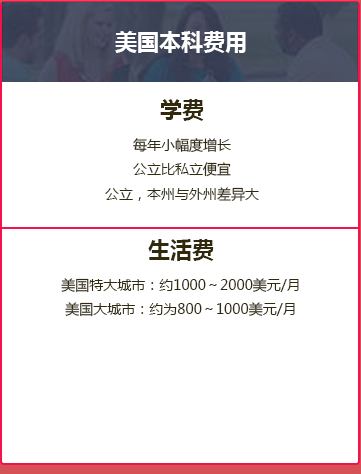 美国本科费用
学费
每年小幅度增长
公立比私立便宜
公立，本州与外州差异大
生活费
美国特大城市：约1000～2000美元/月
美国大城市：约为800～1000美元/月